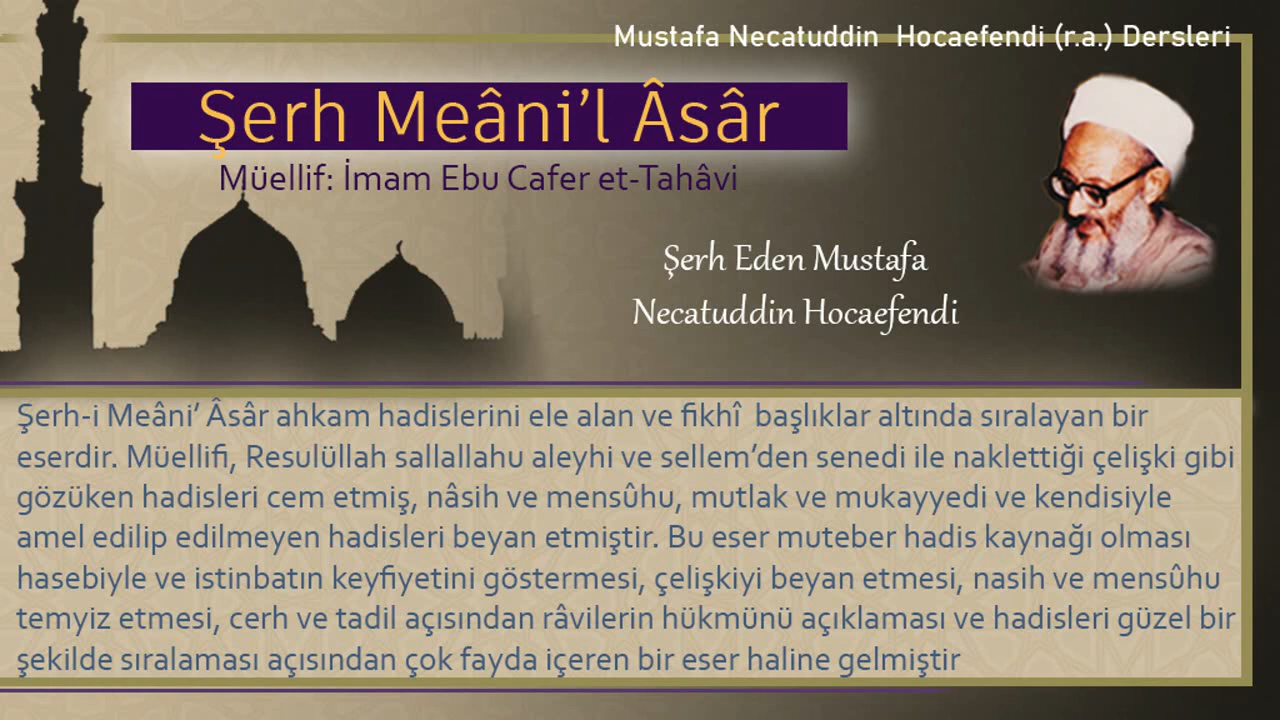 Mustafa Necatuddin Hocaefendi (r.a.) Dersleri
Şerh Meâni’l Âsâr
Müellif: İmam Ebu Cafer et-Tahâvi
Şerh Eden Mustafa
Necatuddin Hocaefendi
Şerh-i Meâni’ Âsâr ahkam hadislerini ele alan ve fıkhî başlıklar altında sıralayan bir
eserdir. Müellifi, Resulüllah sallallahu aleyhi ve sellem’den senedi ile naklettiği çelişki gibi
gözüken hadisleri cem etmiş, nâsih ve mensûhu, mutlak ve mukayyedi ve kendisiyle
amel edilip edilmeyen hadisleri beyan etmiştir. Bu eser muteber hadis kaynağı olması
hasebiyle ve istinbatın keyfiyetini göstermesi, çelişkiyi beyan etmesi, nasih ve mensûhu
temyiz etmesi, cerh ve tadil açısından râvilerin hükmünü açıklaması ve hadisleri güzel bir
şekilde sıralaması açısından çok fayda içeren bir eser haline gelmiştir